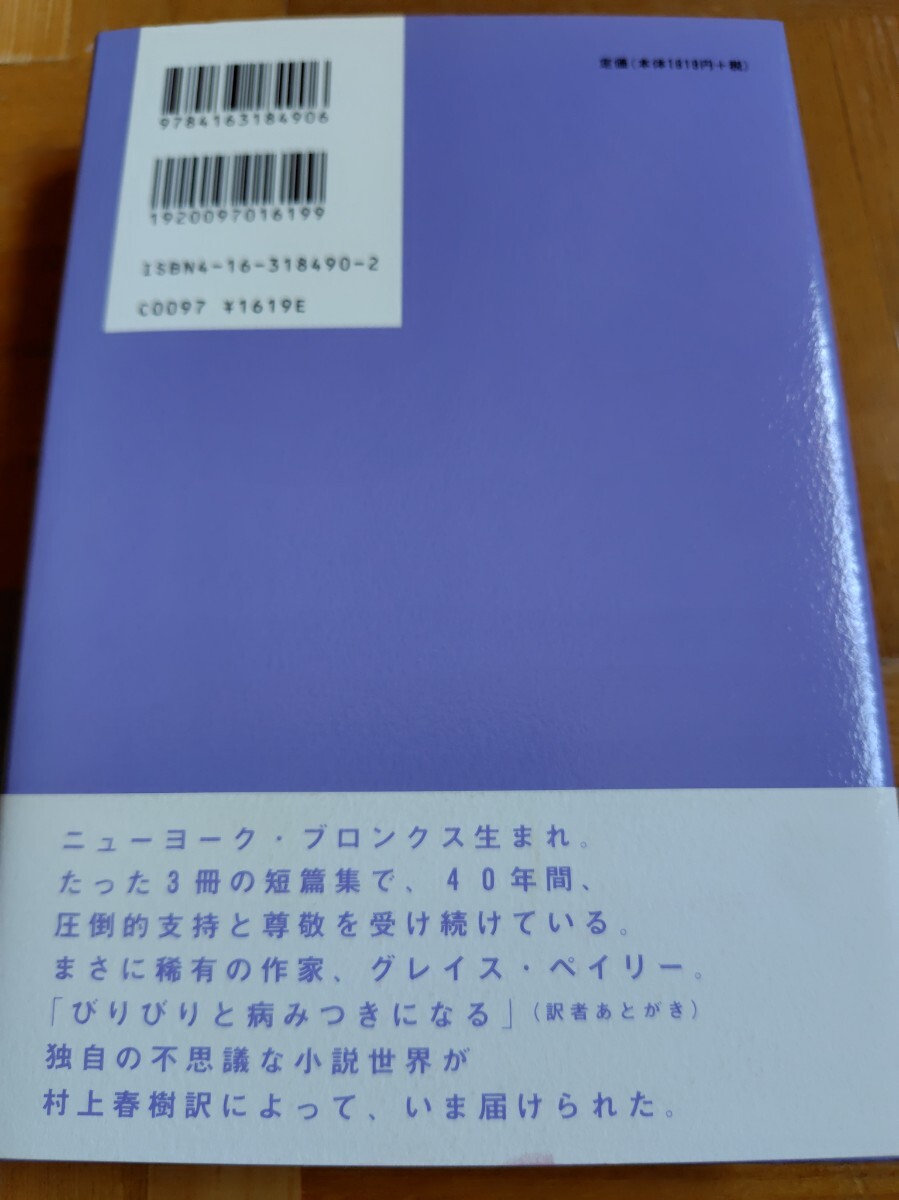 定価(本体1619円+税)
9784163184906
1920097016199
ISBN4-16-318490-2
C0097 ¥1619E
ニューヨーク・ブロンクス生まれ。
たった3冊の短篇集で、40年間、
圧倒的支持と尊敬を受け続けている。
まさに稀有の作家、グレイス・ペイリー。
「びりびりと病みつきになる」(訳者あとがき)
独自の不思議な小説世界が
村上春樹訳によって、いま届けられた。